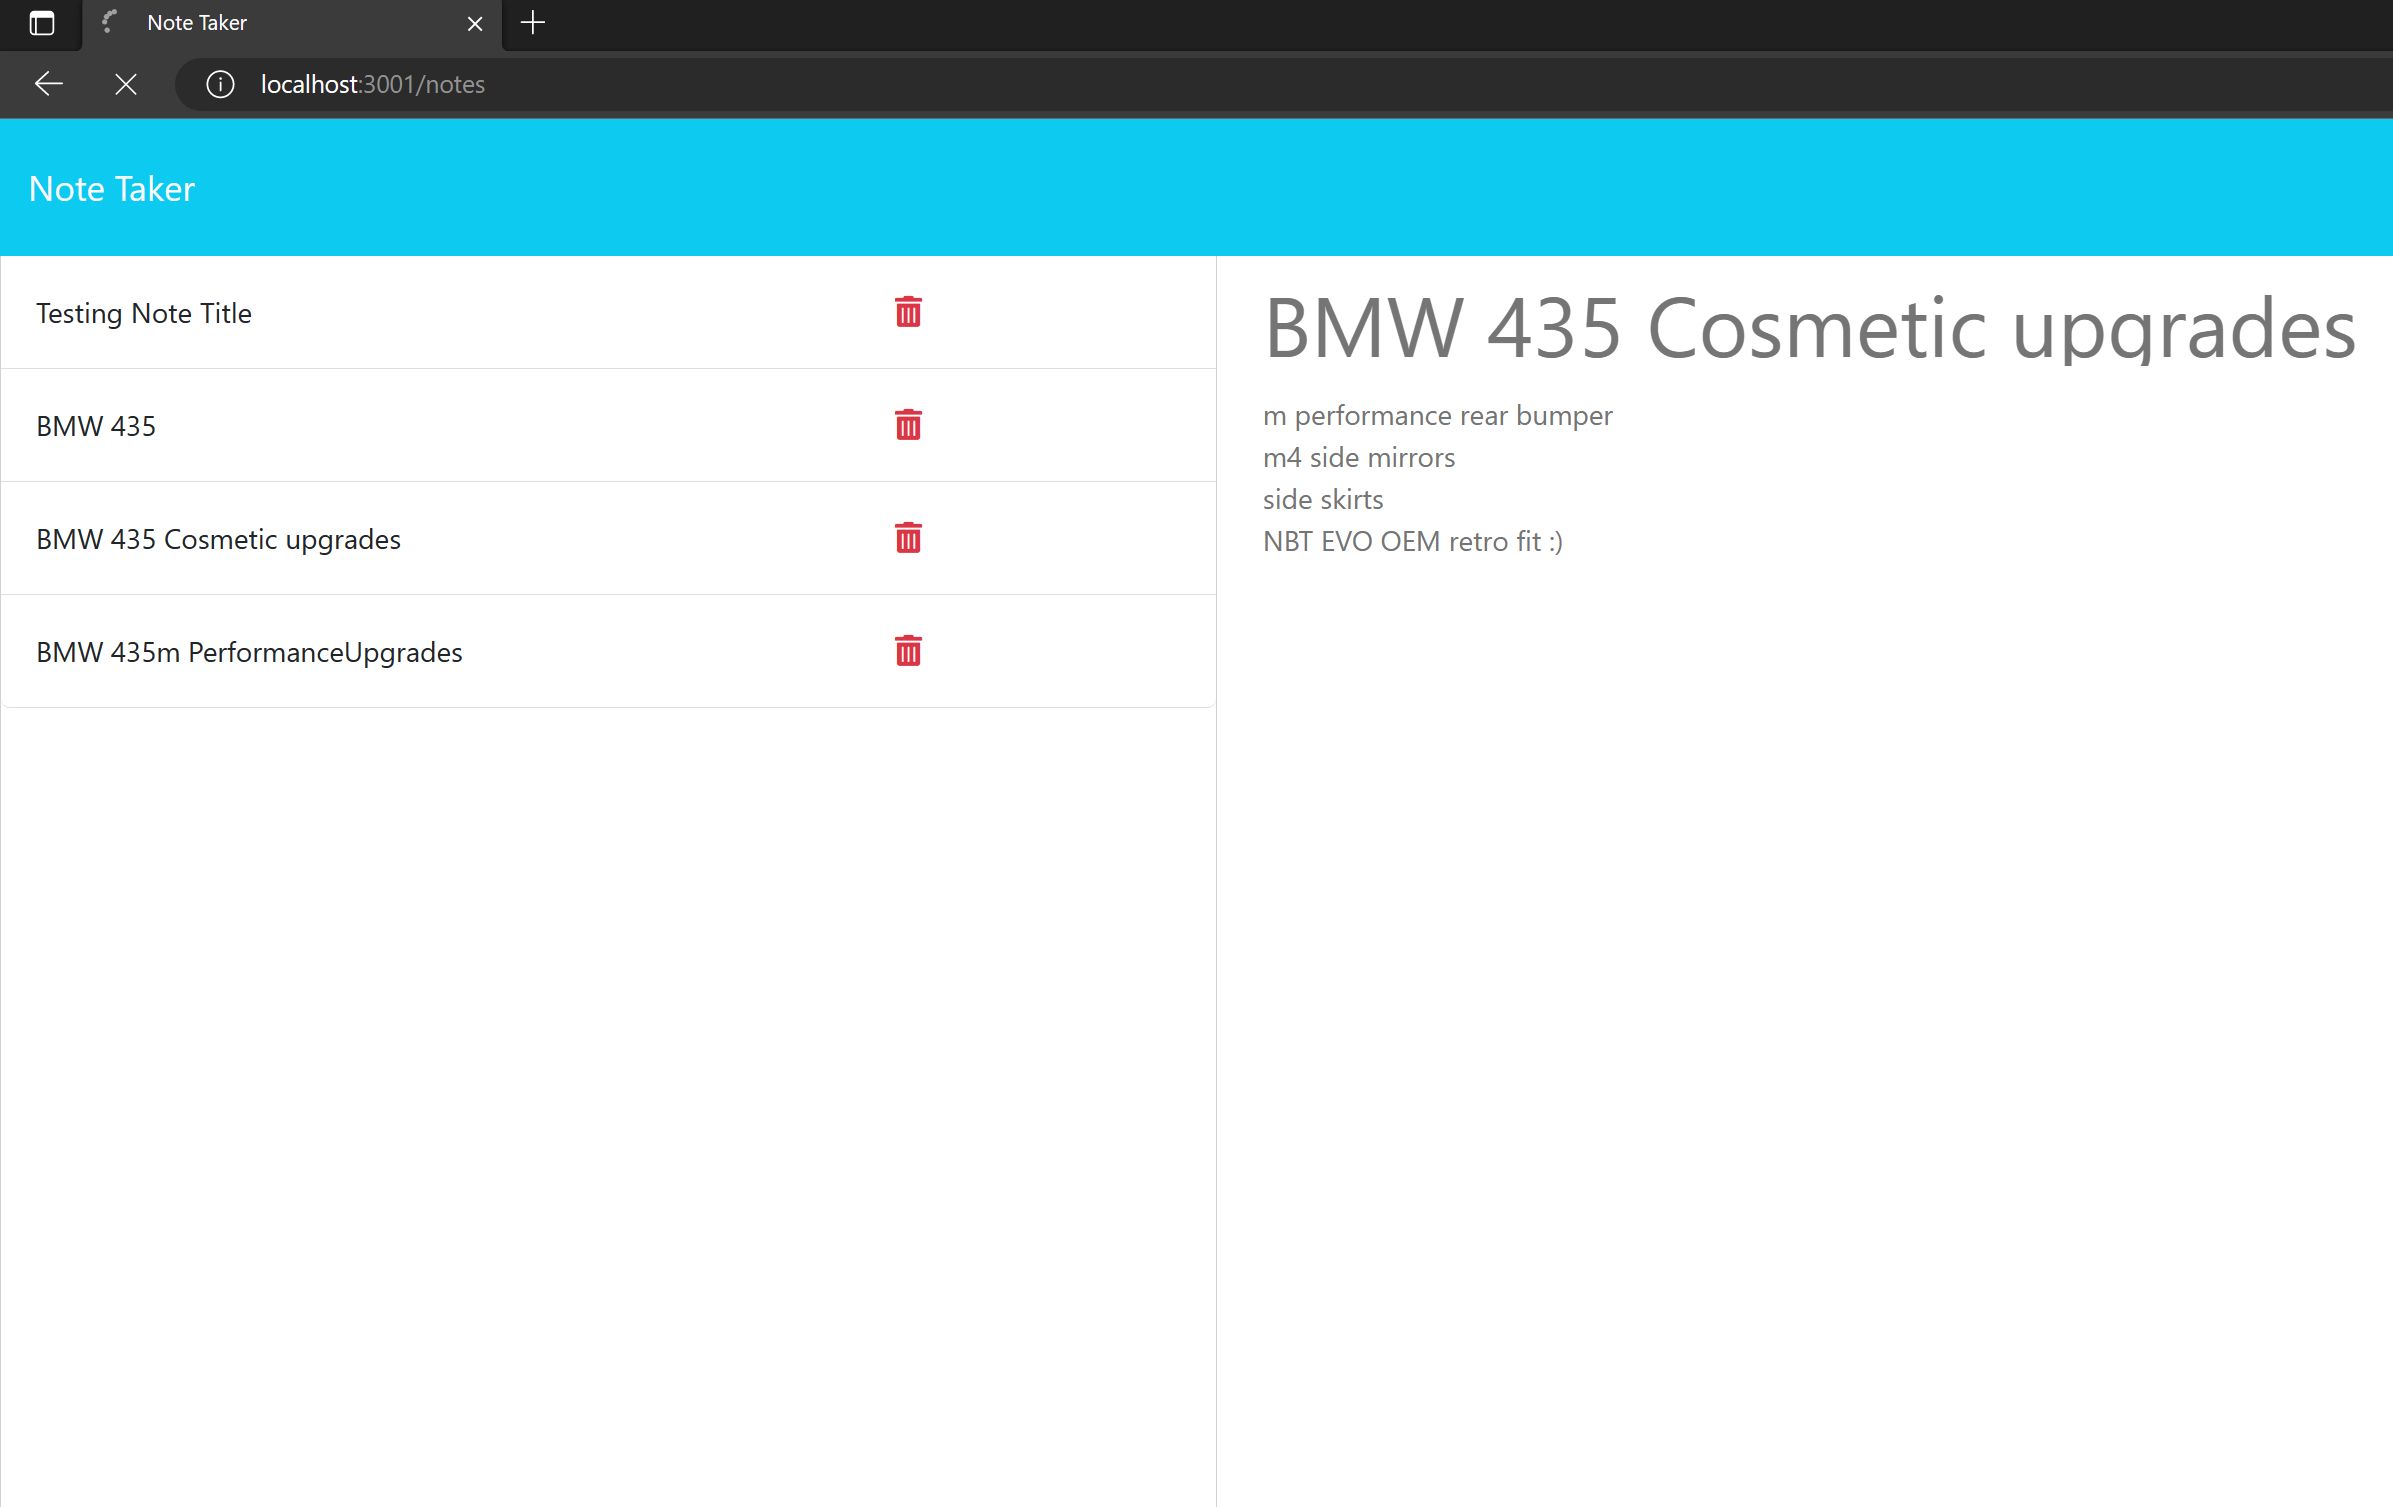 Note Taker
localhost:3001/notes
Note Taker
Testing Note Title
BMW 435
BMW 435 Cosmetic upgrades
BMW 435m PerformanceUpgrades
BMW 435 Cosmetic upgrades
m performance rear bumper
m4 side mirrors
side skirts
NBT EVO OEM retro fit :)